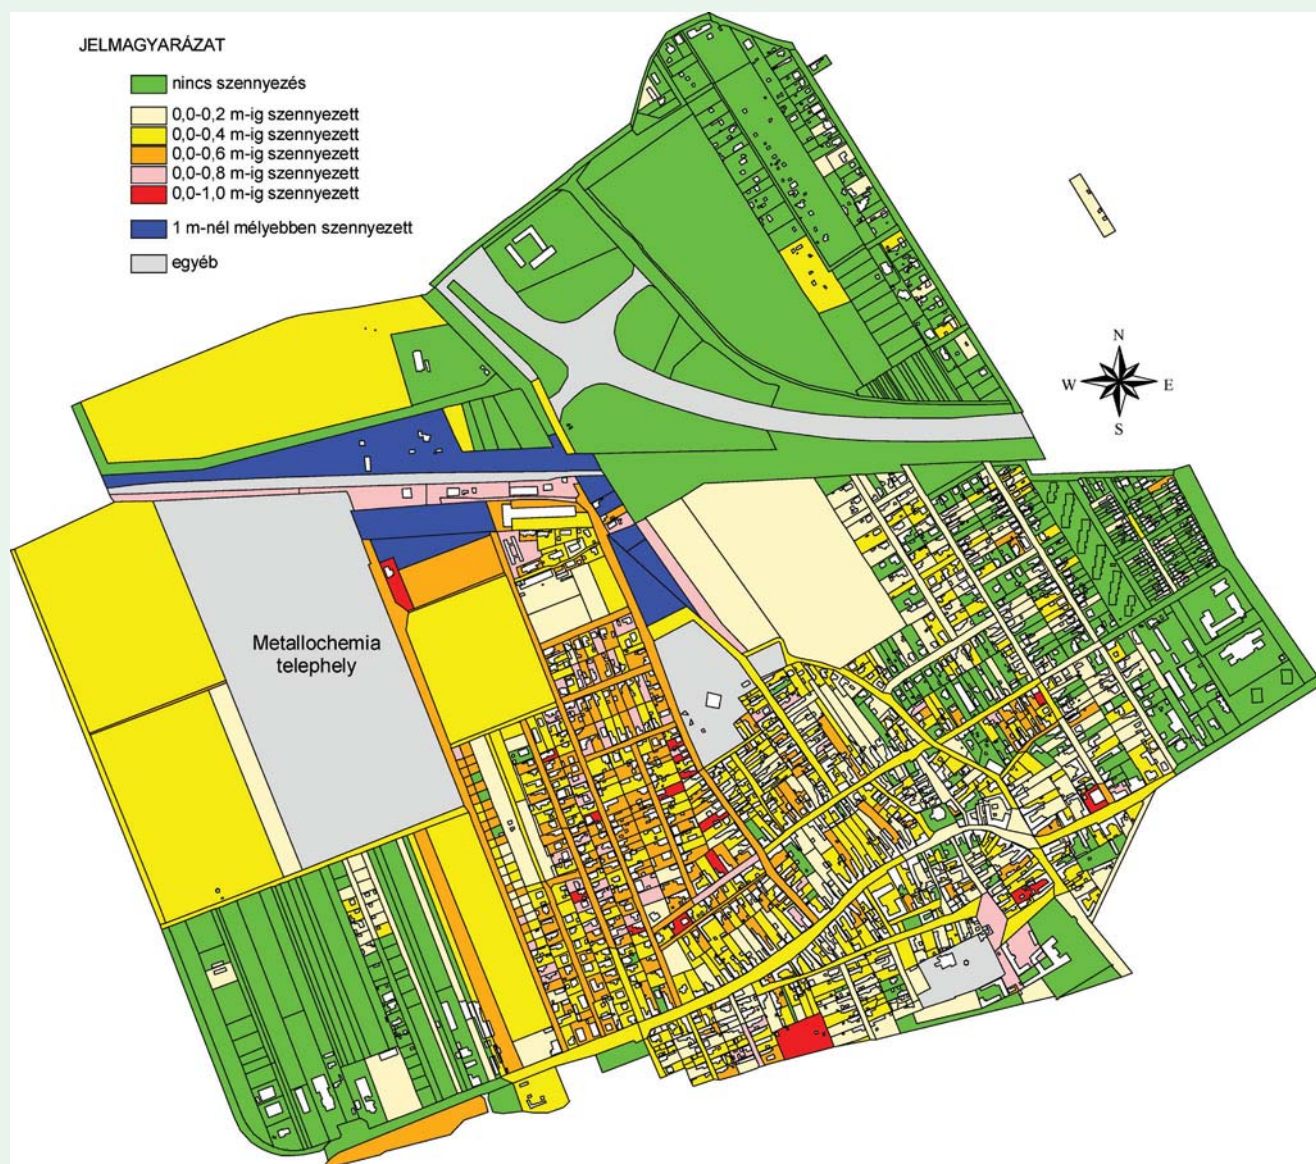 JELMAGYARÁZAT
nincs szennyezés
0,0-0,2 m-ig szennyezett
0,0-0,4 m-ig szennyezett
0,0-0,6 m-ig szennyezett
0,0-0,8 m-ig szennyezett
0,0-1,0 m-ig szennyezett
1 m-nél mélyebben szennyezett
egyéb
N
W E
S
Metallochemia
telephely